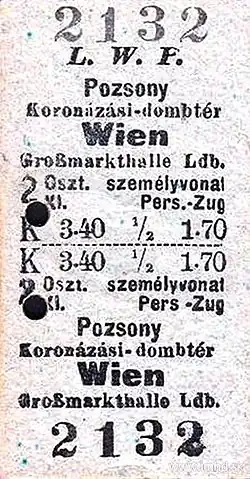 2132
L. W. P.
Pozsony
Koronázási-dombtér
Wien
Großmarkthalle Ldb.
2 Oszt. személyvonat
Kl. Pers.-Zug
K 3·40 ½ 1.70
K 3·40 ½ 1.70
2 Oszt. személyvonat
Kl. Pers-Zug
Pozsony
Koronázási-dombtér
Wien
Großmarkthalle Ldb.
2132